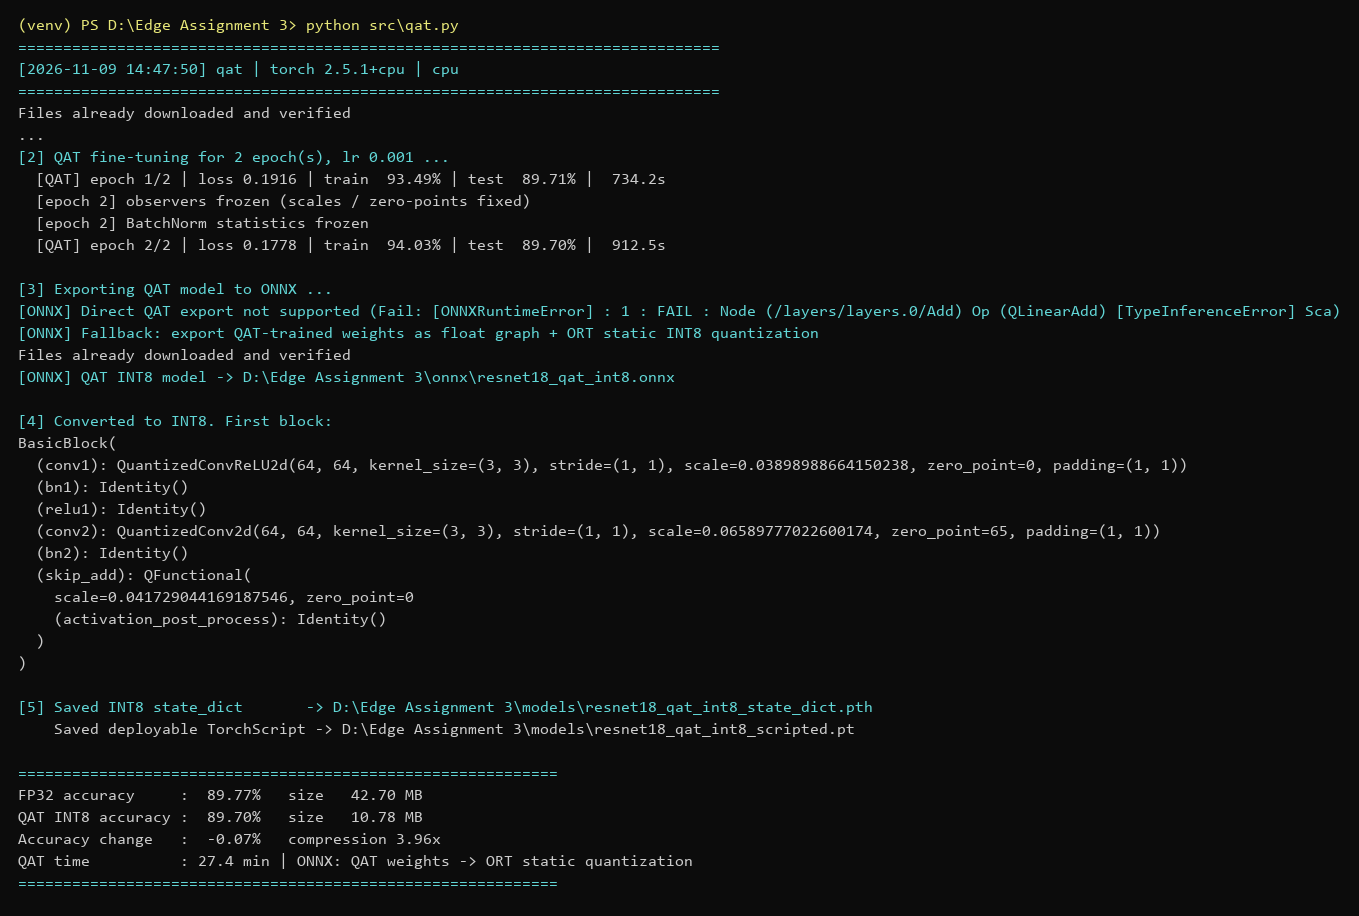 (venv) PS D:\Edge Assignment 3> python src\qat.py
==============================================================================
[2026-11-09 14:47:50] qat | torch 2.5.1+cpu | cpu
==============================================================================
Files already downloaded and verified
...
[2] QAT fine-tuning for 2 epoch(s), lr 0.001 ...
  [QAT] epoch 1/2 | loss 0.1916 | train  93.49% | test  89.71% |  734.2s
  [epoch 2] observers frozen (scales / zero-points fixed)
  [epoch 2] BatchNorm statistics frozen
  [QAT] epoch 2/2 | loss 0.1778 | train  94.03% | test  89.70% |  912.5s

[3] Exporting QAT model to ONNX ...
[ONNX] Direct QAT export not supported (Fail: [ONNXRuntimeError] : 1 : FAIL : Node (/layers/layers.0/Add) Op (QLinearAdd) [TypeInferenceError] Sca)
[ONNX] Fallback: export QAT-trained weights as float graph + ORT static INT8 quantization
Files already downloaded and verified
[ONNX] QAT INT8 model -> D:\Edge Assignment 3\onnx\resnet18_qat_int8.onnx

[4] Converted to INT8. First block:
BasicBlock(
  (conv1): QuantizedConvReLU2d(64, 64, kernel_size=(3, 3), stride=(1, 1), scale=0.03898988664150238, zero_point=0, padding=(1, 1))
  (bn1): Identity()
  (relu1): Identity()
  (conv2): QuantizedConv2d(64, 64, kernel_size=(3, 3), stride=(1, 1), scale=0.06589777022600174, zero_point=65, padding=(1, 1))
  (bn2): Identity()
  (skip_add): QFunctional(
    scale=0.041729044169187546, zero_point=0
    (activation_post_process): Identity()
  )
)

[5] Saved INT8 state_dict       -> D:\Edge Assignment 3\models\resnet18_qat_int8_state_dict.pth
    Saved deployable TorchScript -> D:\Edge Assignment 3\models\resnet18_qat_int8_scripted.pt

============================================================
FP32 accuracy     :  89.77%   size   42.70 MB
QAT INT8 accuracy :  89.70%   size   10.78 MB
Accuracy change   :  -0.07%   compression 3.96x
QAT time          : 27.4 min | ONNX: QAT weights -> ORT static quantization
============================================================